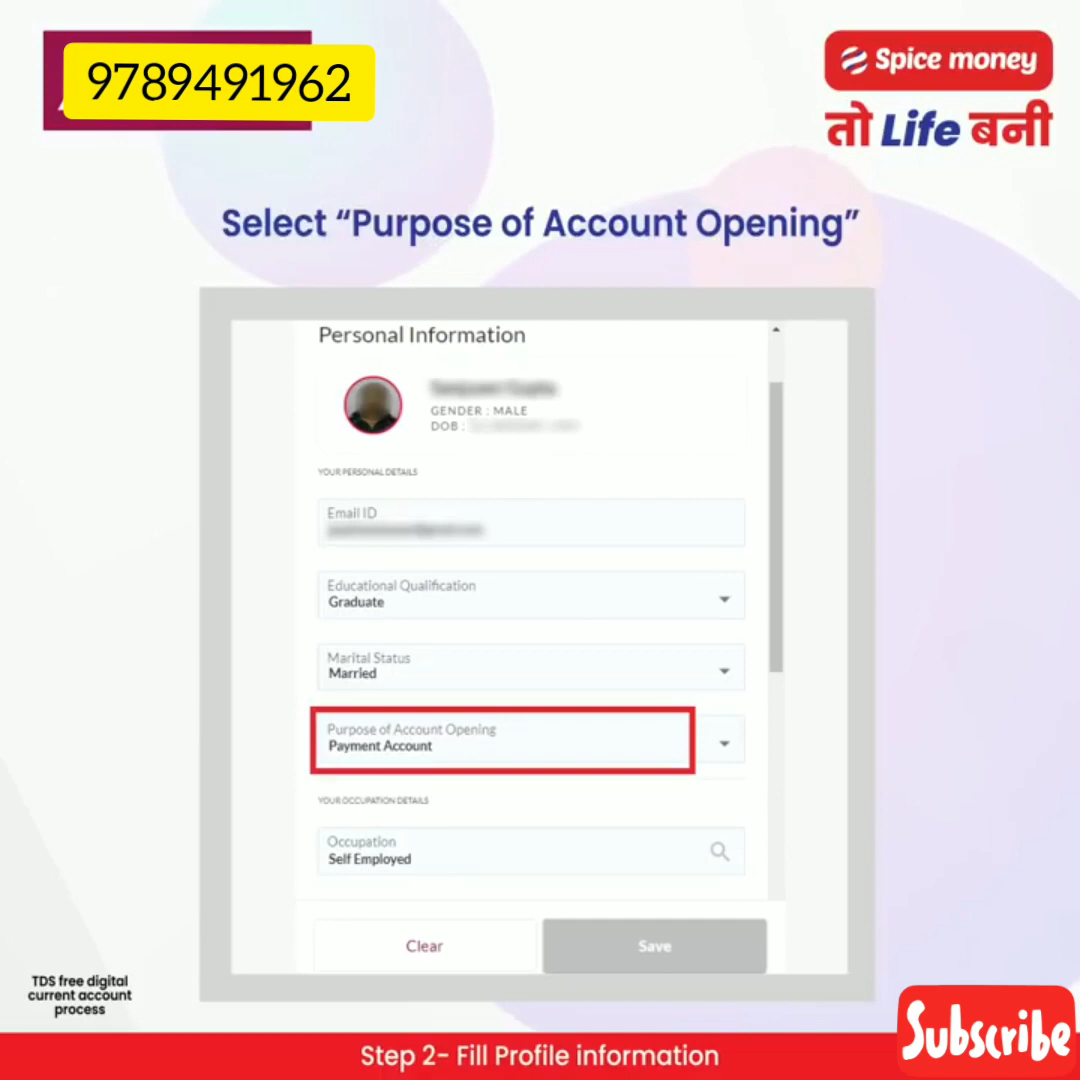 9789491962
Spice money
तो Life बनी
Select “Purpose of Account Opening”
Personal Information
GENDER : MALE
DOB :
YOUR PERSONAL DETAILS
Email ID
Educational Qualification
Graduate
Marital Status
Married
Purpose of Account Opening
Payment Account
YOUR OCCUPATION DETAILS
Occupation
Self Employed
Clear
Save
TDS free digital
current account
process
Subscribe
Step 2- Fill Profile information